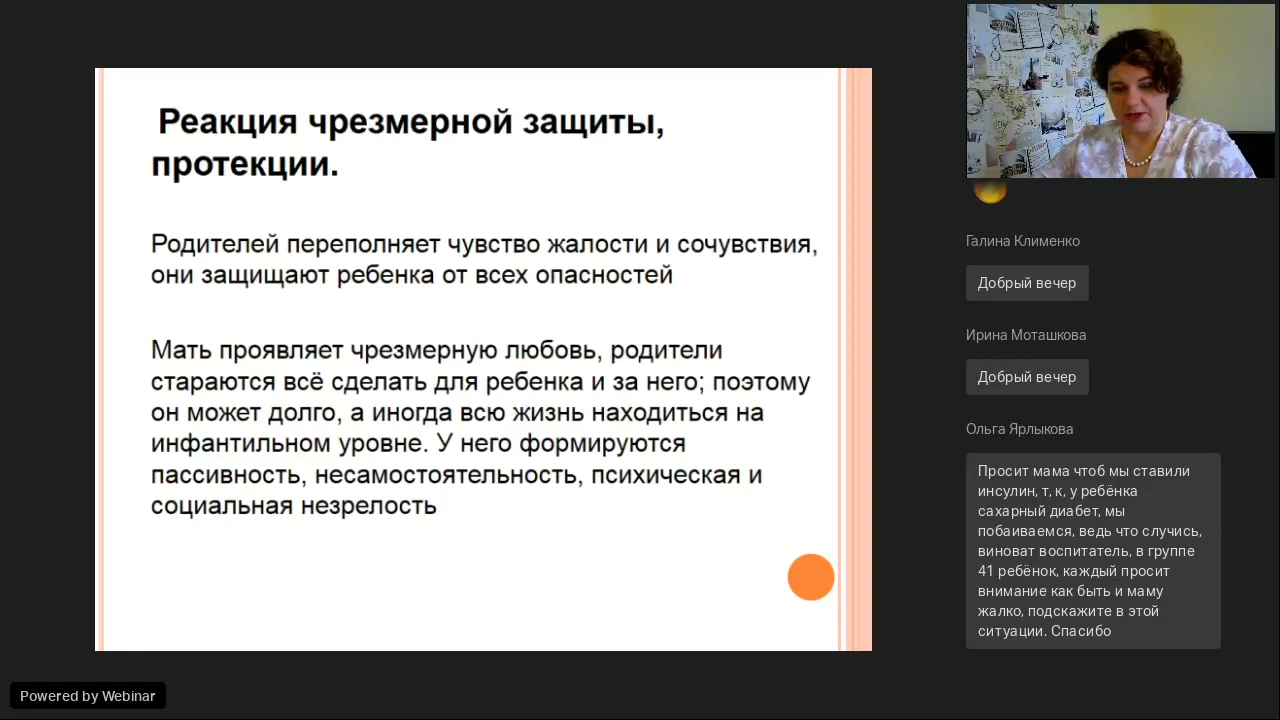 Реакция чрезмерной защиты,
протекции.
Родителей переполняет чувство жалости и сочувствия,
они защищают ребенка от всех опасностей
Мать проявляет чрезмерную любовь, родители
стараются всё сделать для ребенка и за него; поэтому
он может долго, а иногда всю жизнь находиться на
инфантильном уровне. У него формируются
пассивность, несамостоятельность, психическая и
социальная незрелость
Галина Клименко
Добрый вечер
Ирина Моташкова
Добрый вечер
Ольга Ярлыкова
Просит мама чтоб мы ставили
инсулин, т, к, у ребёнка
сахарный диабет, мы
побаиваемся, ведь что случись,
виноват воспитатель, в группе
41 ребёнок, каждый просит
внимание как быть и маму
жалко, подскажите в этой
ситуации. Спасибо
Powered by Webinar